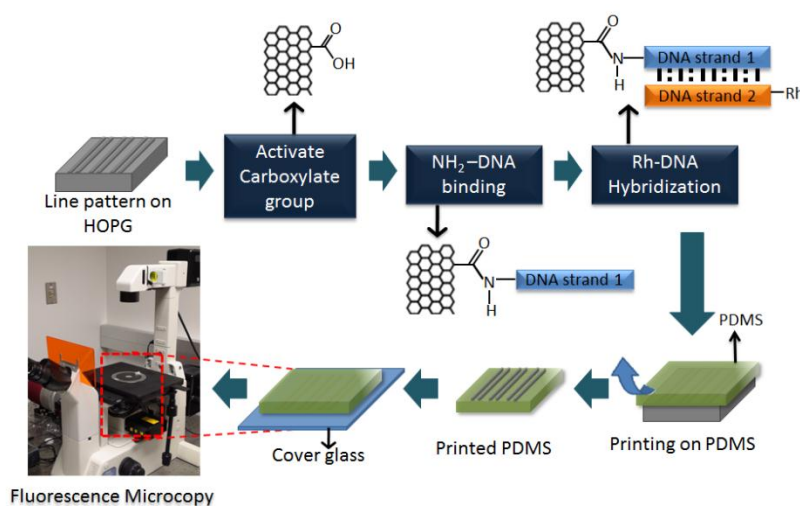 O
OH
Activate
Carboxylate
group
Line pattern on
HOPG
NH2–DNA
binding
O
N
H
DNA strand 1
O
N
H
DNA strand 1
DNA strand 2
Rh
Rh-DNA
Hybridization
PDMS
Printing on PDMS
Printed PDMS
Cover glass
Fluorescence Microcopy